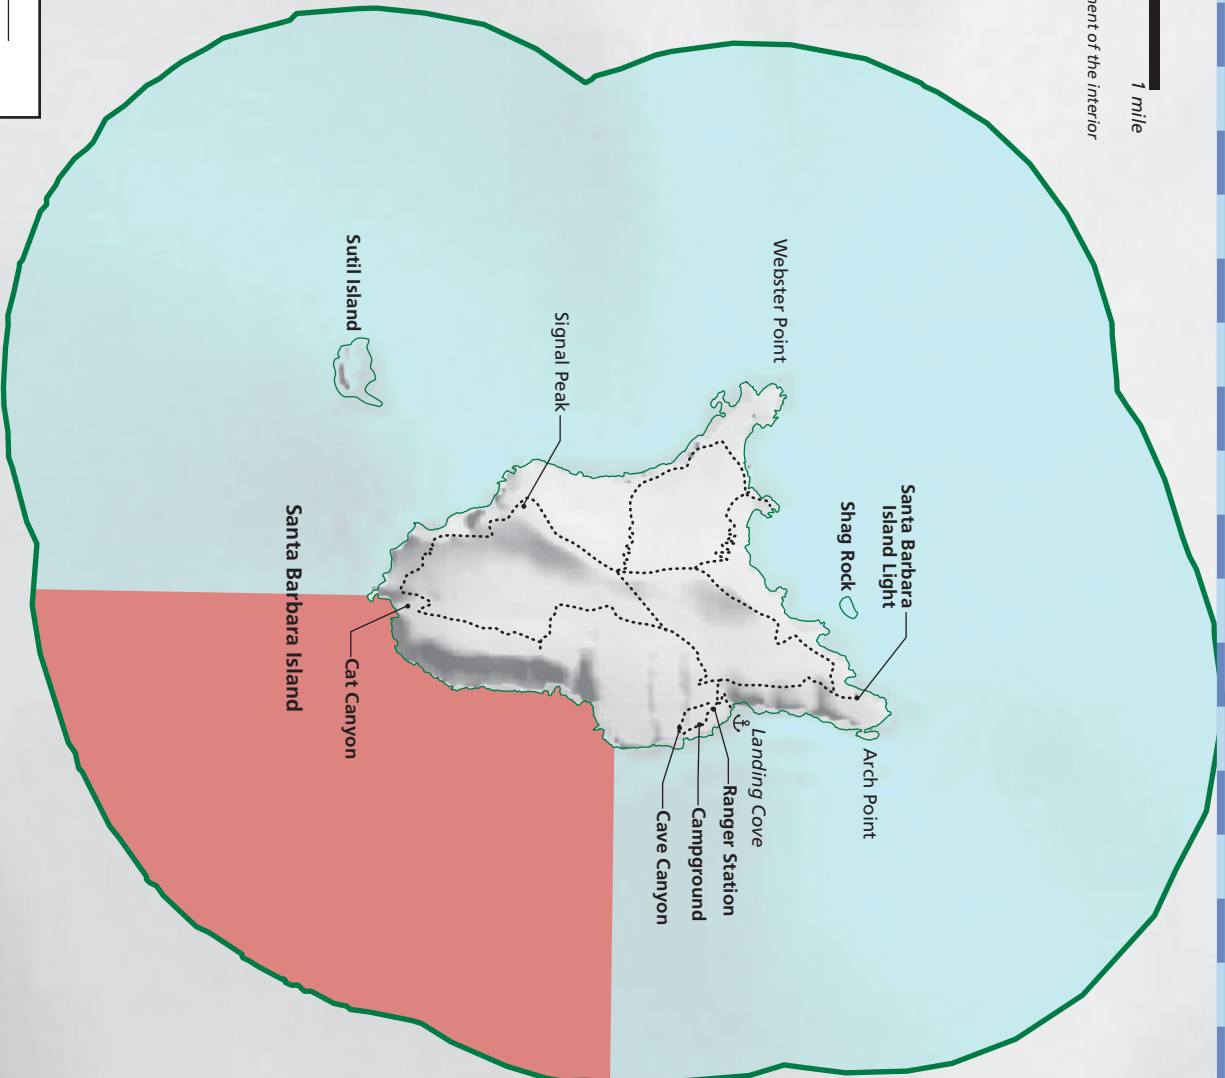 1 mile
ment of the interior
Santa Barbara
Island Light
Arch Point
Shag Rock
Webster Point
Landing Cove
Ranger Station
Campground
Cave Canyon
Signal Peak
Sutil Island
Cat Canyon
Santa Barbara Island